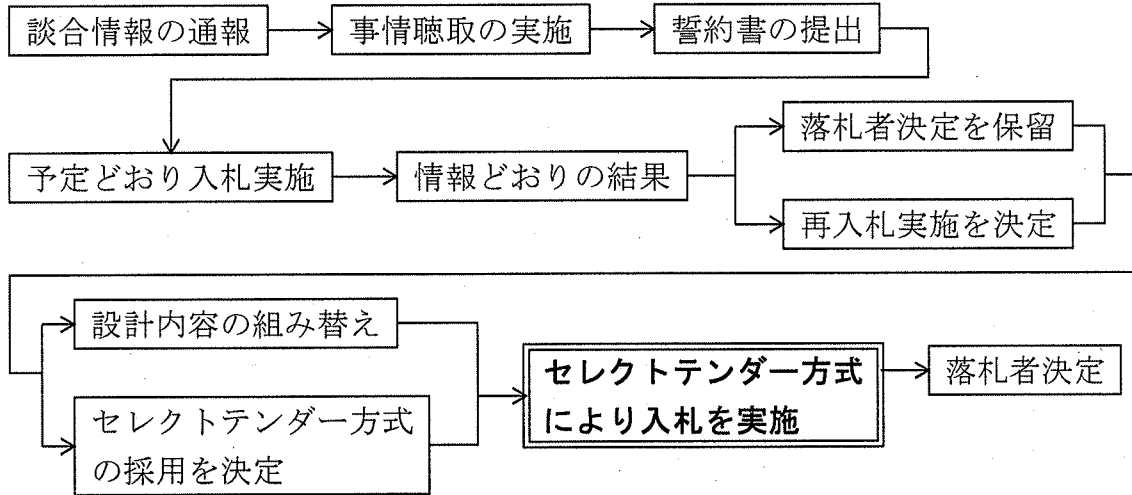 談合情報の通報
事情聴取の実施
誓約書の提出
予定どおり入札実施
情報どおりの結果
落札者決定を保留
再入札実施を決定
設計内容の組み替え
セレクトテンダー方式
の採用を決定
セレクトテンダー方式
により入札を実施
落札者決定